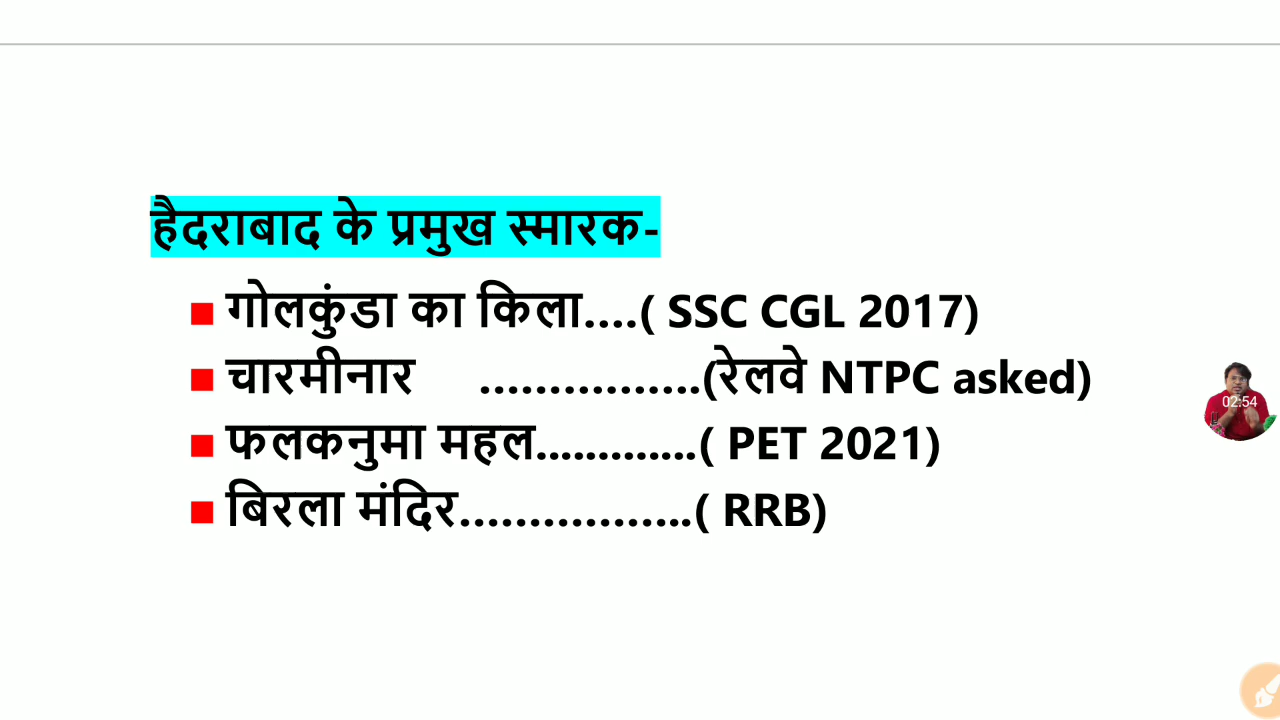 हैदराबाद के प्रमुख स्मारक-
■ गोलकुंडा का किला....( SSC CGL 2017)
■ चारमीनार ................(रेलवे NTPC asked)
■ फलकनुमा महल.............( PET 2021)
■ बिरला मंदिर.................( RRB)
02:54